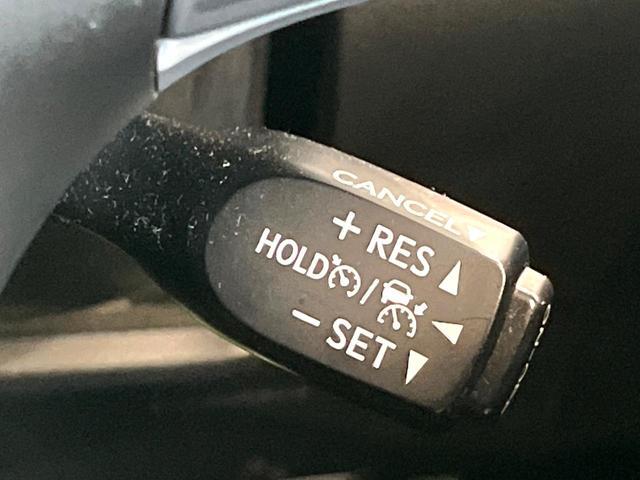 CANCEL▼
+ RES ▲
HOLD / ◀
− SET ▼